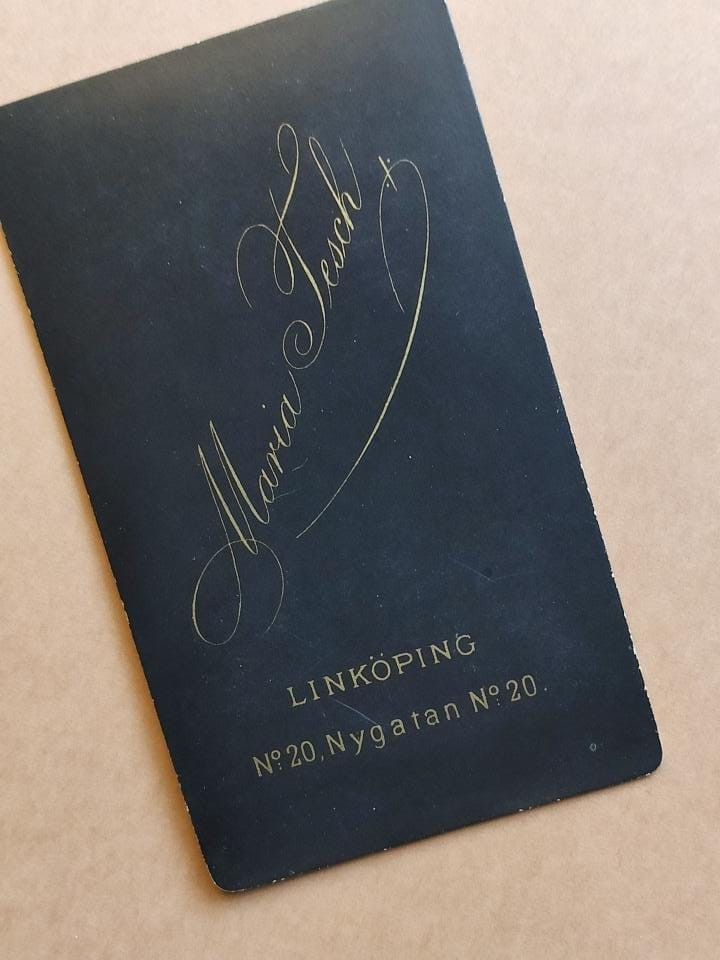 Maria Tesch
LINKÖPING
Nº 20, Nygatan Nº 20.